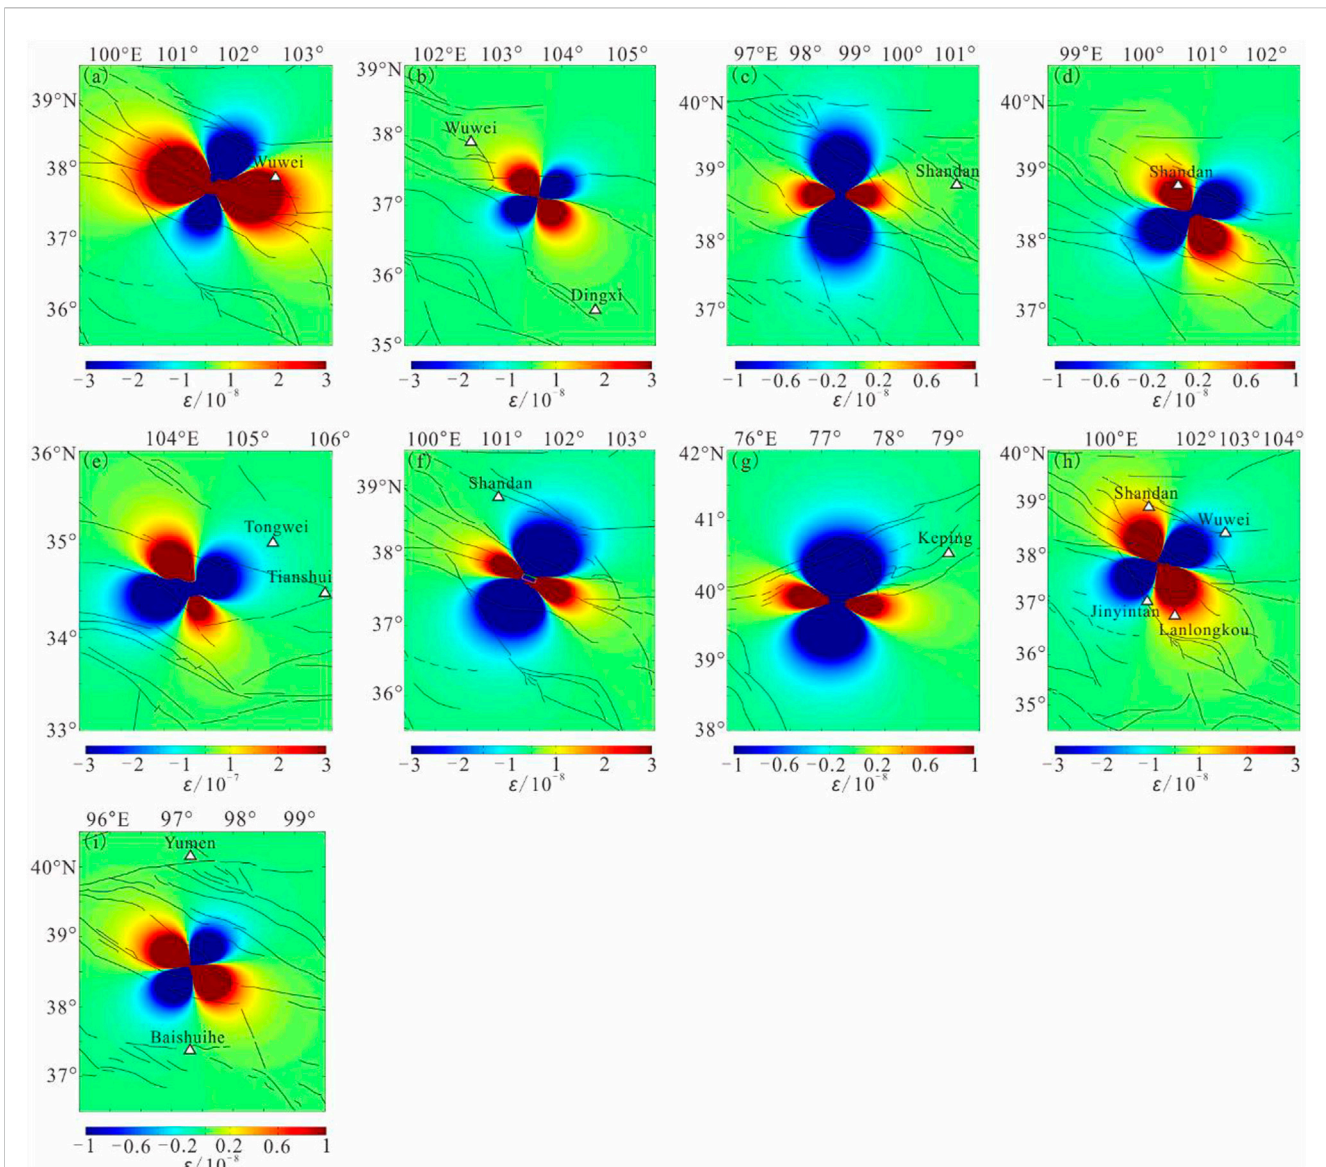 100°E 101° 102° 103°
(a)
39°N
38°
37°
36°
Wuwei
−3 −2 −1 1 2 3
ε/10⁻⁸
102°E 103° 104° 105°
(b)
39°N
38°
37°
36°
35°
Wuwei
Dingxi
−3 −2 −1 1 2 3
ε/10⁻⁸
97°E 98° 99° 100° 101°
(c)
40°N
39°
38°
37°
Shandan
−1 −0.6 −0.2 0.2 0.6 1
ε/10⁻⁸
99°E 100° 101° 102°
(d)
40°N
39°
38°
37°
Shandan
−1 −0.6 −0.2 0.2 0.6 1
ε/10⁻⁸
104°E 105° 106°
(e)
36°N
35°
34°
33°
Tongwei
Tianshui
−3 −2 −1 1 2 3
ε/10⁻⁷
100°E 101° 102° 103°
(f)
39°N
38°
37°
36°
Shandan
−3 −2 −1 1 2 3
ε/10⁻⁸
76°E 77° 78° 79°
(g)
42°N
41°
40°
39°
38°
Keping
−1 −0.6 −0.2 0.2 0.6 1
ε/10⁻⁸
100°E 102° 103° 104°
(h)
40°N
39°
38°
37°
36°
35°
Shandan
Wuwei
Jinyintan
Lanlongkou
−3 −2 −1 1 2 3
ε/10⁻⁸
96°E 97° 98° 99°
(i)
40°N
39°
38°
37°
Yumen
Baishuihe
−1 −0.6 −0.2 0.2 0.6 1
ε/10⁻⁸